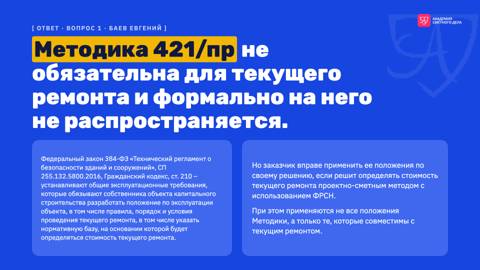 [ ОТВЕТ - ВОПРОС 1 - БАЕВ ЕВГЕНИЙ ]
АКАДЕМИЯ
СМЕТНОГО ДЕЛА
Методика 421/пр не
обязательна для текущего
ремонта и формально на него
не распространяется.
Федеральный закон 384-ФЗ «Технический регламент о
безопасности зданий и сооружений», СП
255.132.5800.2016, Гражданский кодекс, ст. 210 –
устанавливают общие эксплуатационные требования,
которые обязывают собственника объекта капитального
строительства разработать положение по эксплуатации
объекта, в том числе правила, порядок и условия
проведения текущего ремонта, в том числе указать
нормативную базу, на основании которой будет
определяться стоимость текущего ремонта.
Но заказчик вправе применить ее положения по
своему решению, если решит определять стоимость
текущего ремонта проектно-сметным методом с
использованием ФРСН.
При этом применяются не все положения
Методики, а только те, которые совместимы с
текущим ремонтом.